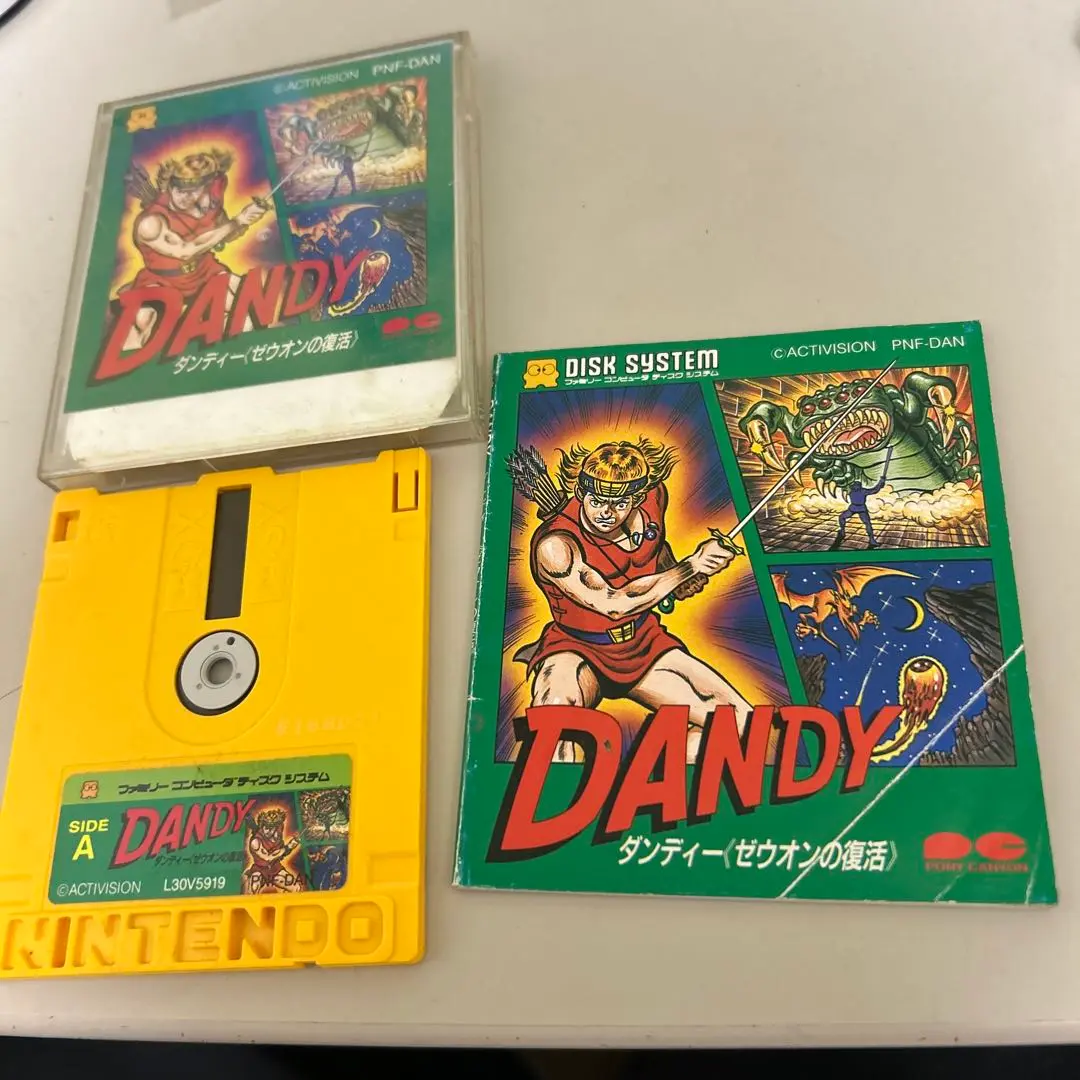 ©ACTIVISION PNF-DAN
DANDY
ダンディー《ゼウオンの復活》
DISK SYSTEM
ファミリー コンピュータ ディスク システム
©ACTIVISION PNF-DAN
DANDY
ダンディー《ゼウオンの復活》
PONY CANYON
ファミリー コンピュータ ディスク システム
SIDE
A
DANDY
ダンディー《ゼウオンの復活》
©ACTIVISION L30V5919 PNF-DAN
NINTENDO